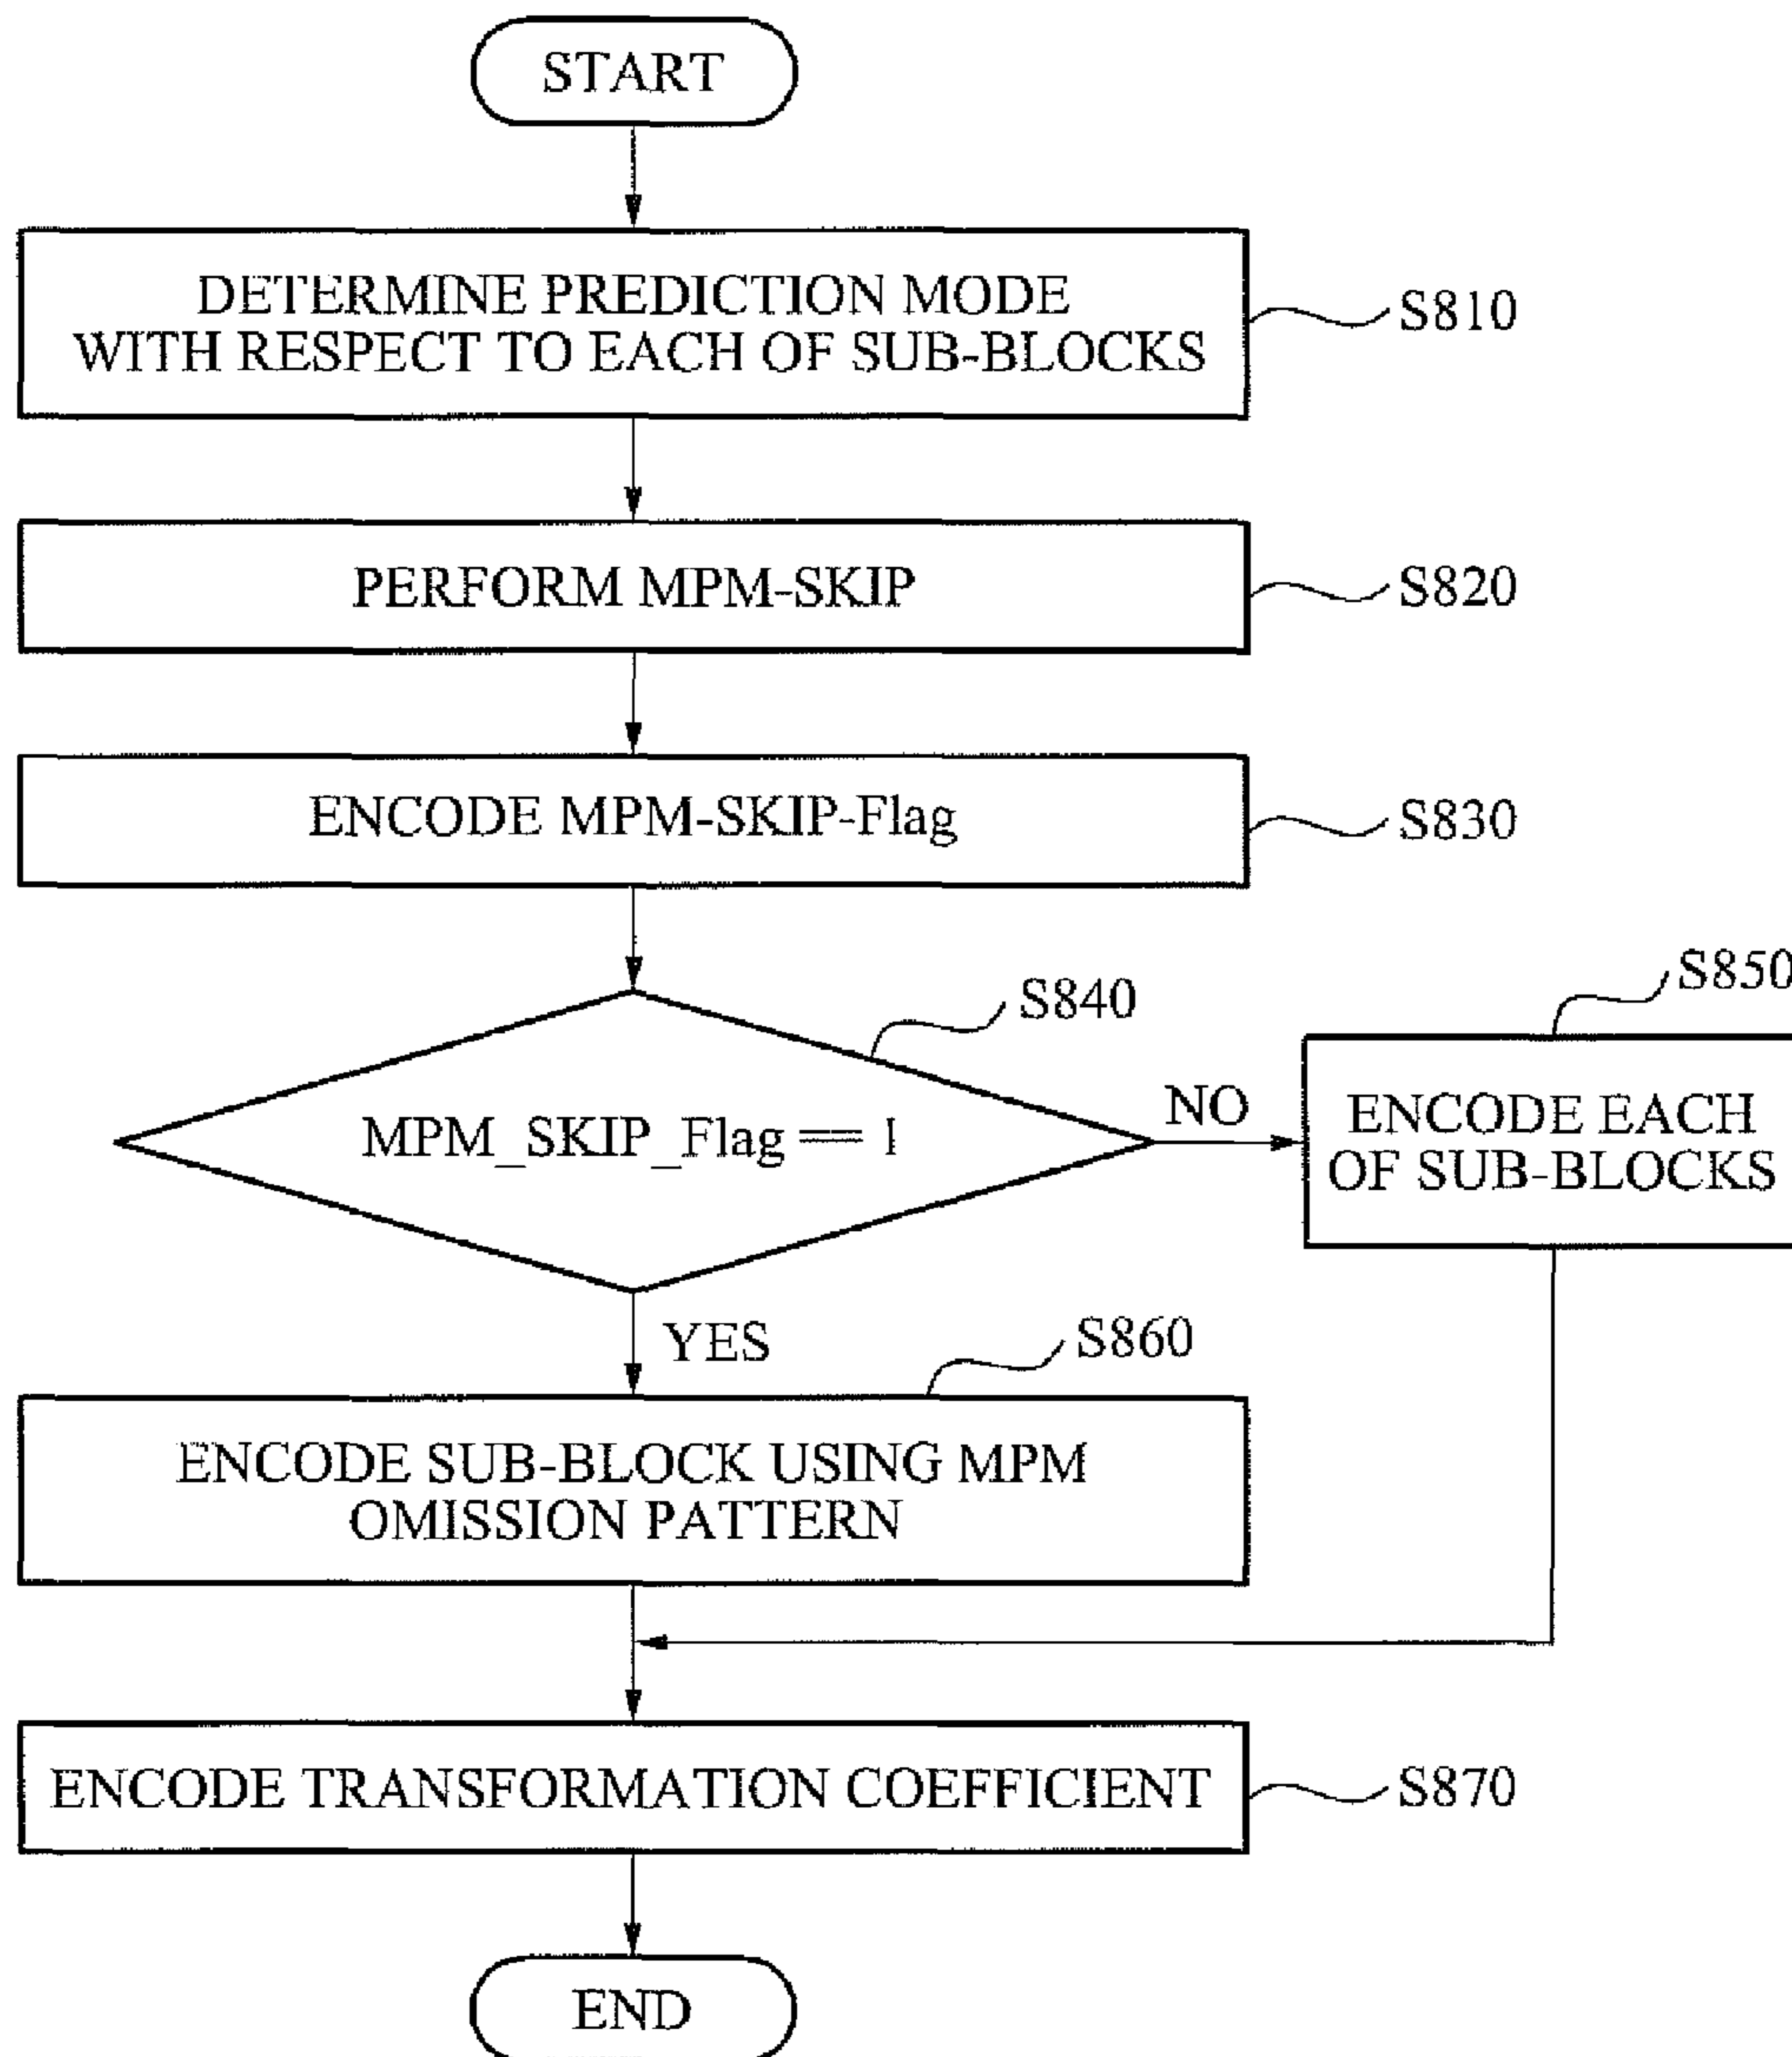 START
DETERMINE PREDICTION MODE
WITH RESPECT TO EACH OF SUB-BLOCKS
S810
PERFORM MPM-SKIP
S820
ENCODE MPM-SKIP-Flag
S830
S840
MPM_SKIP_Flag == 1
NO
S850
ENCODE EACH
OF SUB-BLOCKS
YES
S860
ENCODE SUB-BLOCK USING MPM
OMISSION PATTERN
ENCODE TRANSFORMATION COEFFICIENT
S870
END